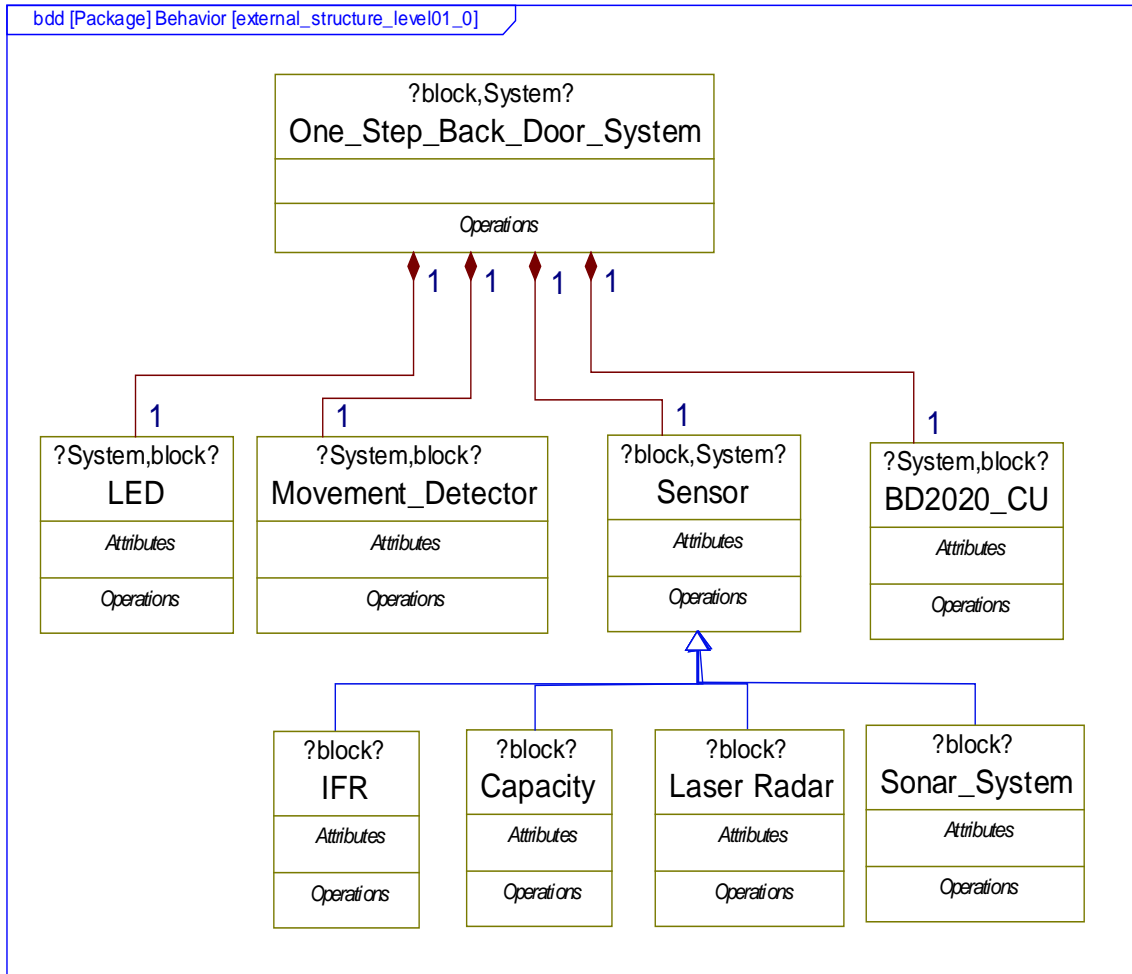 bdd [Package] Behavior [external_structure_level01_0]
?block,System?
One_Step_Back_Door_System
Operations
1
1
1
1
1
1
1
1
?System,block?
LED
Attributes
Operations
?System,block?
Movement_Detector
Attributes
Operations
?block,System?
Sensor
Attributes
Operations
?System,block?
BD2020_CU
Attributes
Operations
?block?
IFR
Attributes
Operations
?block?
Capacity
Attributes
Operations
?block?
Laser Radar
Attributes
Operations
?block?
Sonar_System
Attributes
Operations